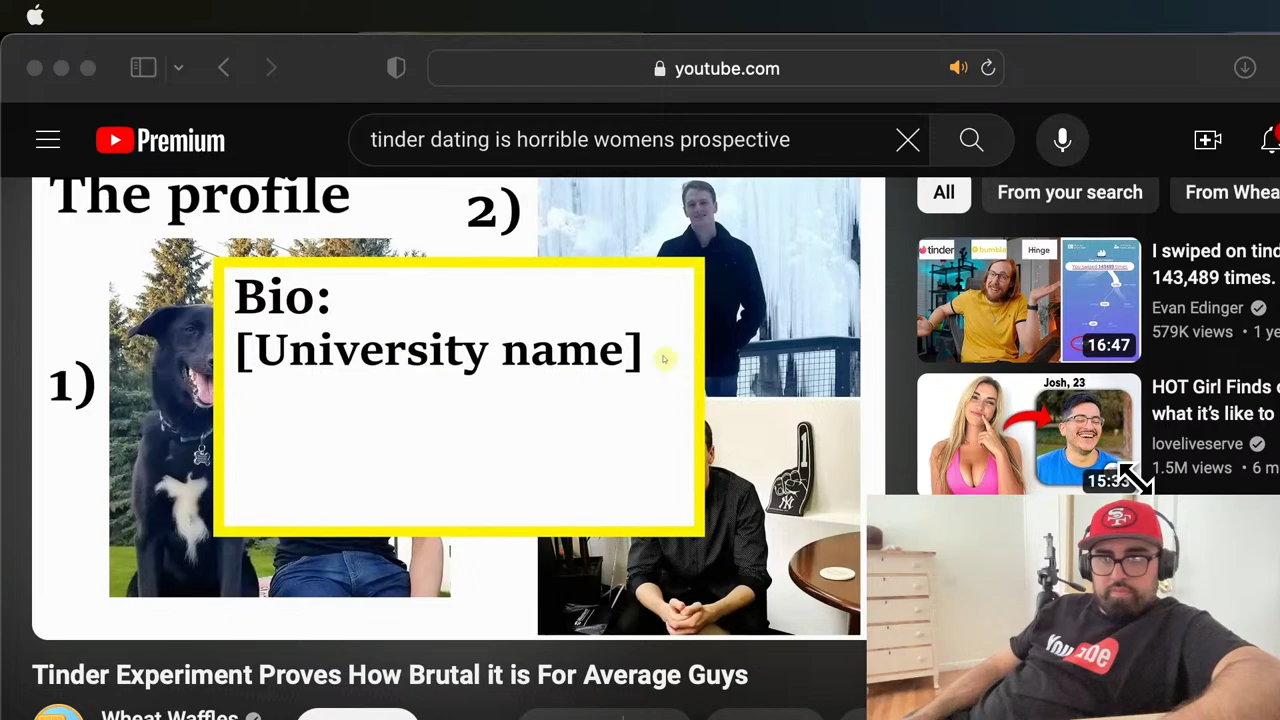 youtube.com
Premium
tinder dating is horrible womens prospective
The profile
2)
1)
Bio:
[University name]
All
From your search
From Whea
tinder
bumble
Hinge
16:47
I swiped on tind
143,489 times.
Evan Edinger
579K views • 1 ye
Josh, 23
15:33
HOT Girl Finds o
what it's like to
loveliveserve
1.5M views • 6 m
SF
YouTube
Tinder Experiment Proves How Brutal it is For Average Guys
Wheat Waffles